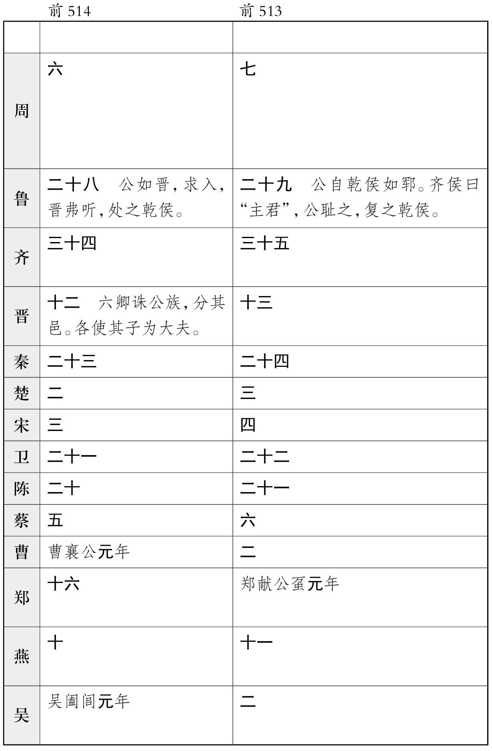 前514 前513
周 六 七
鲁 二十八 公如晋,求入, 二十九 公自乾侯如郓。齐侯曰
晋弗听,处之乾侯。 “主君”,公耻之,复之乾侯。
齐 三十四 三十五
晋 十二 六卿诛公族,分其 十三
邑。各使其子为大夫。
秦 二十三 二十四
楚 二 三
宋 三 四
卫 二十一 二十二
陈 二十 二十一
蔡 五 六
曹 曹襄公元年 二
郑 十六 郑献公虿元年
燕 十 十一
吴 吴阖闾元年 二